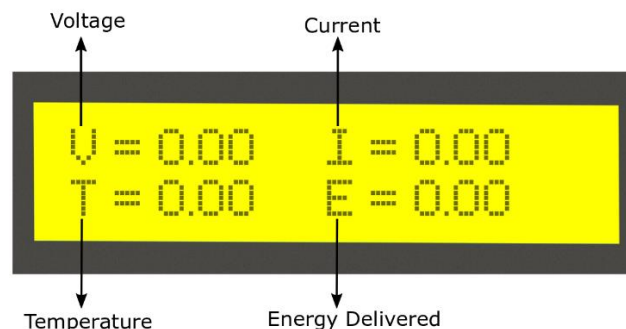 Voltage Current
V = 0.00 I = 0.00
T = 0.00 E = 0.00
Temperature Energy Delivered